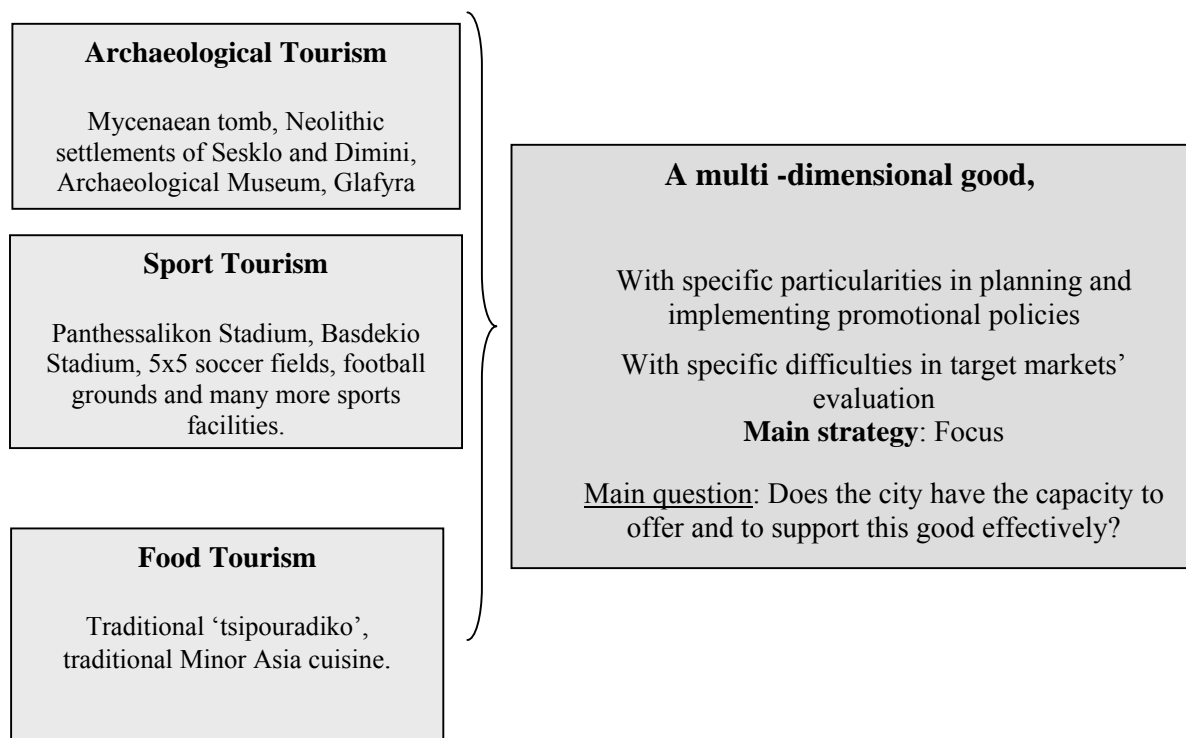 Archaeological Tourism
Mycenaean tomb, Neolithic
settlements of Sesklo and Dimini,
Archaeological Museum, Glafyra
Sport Tourism
Panthessalikon Stadium, Basdekio
Stadium, 5x5 soccer fields, football
grounds and many more sports
facilities.
Food Tourism
Traditional ‘tsipouradiko’,
traditional Minor Asia cuisine.
A multi -dimensional good,
With specific particularities in planning and
implementing promotional policies
With specific difficulties in target markets’
evaluation
Main strategy: Focus
Main question: Does the city have the capacity to
offer and to support this good effectively?